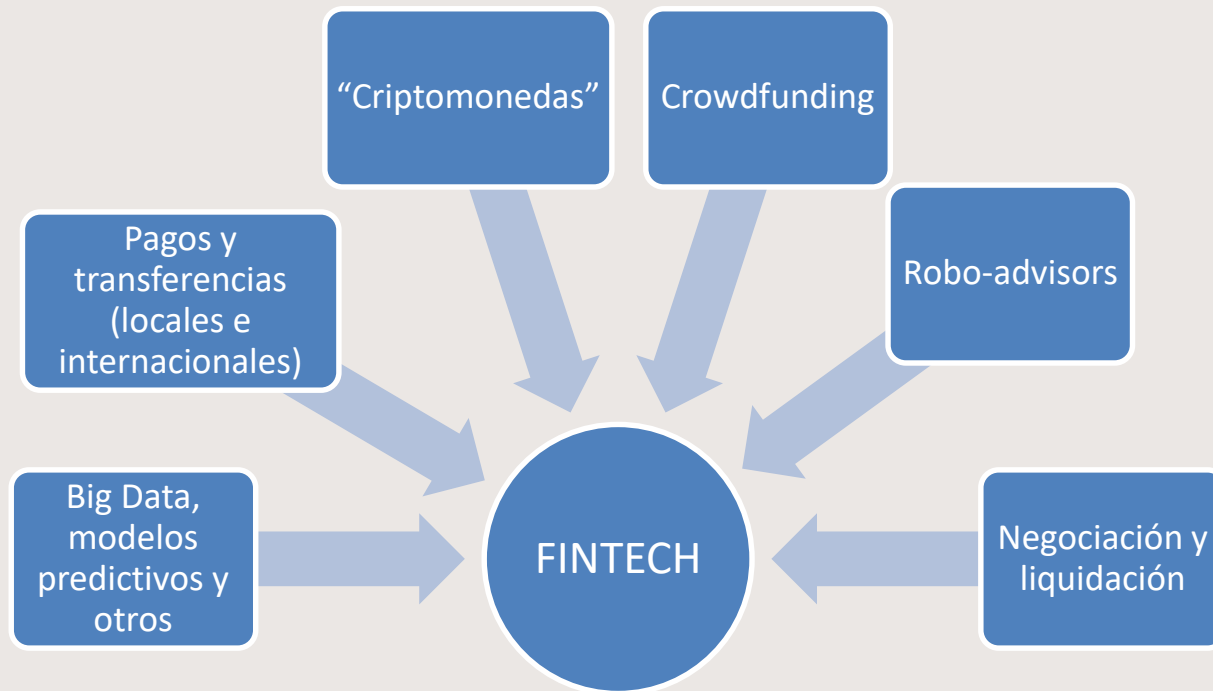 “Criptomonedas”
Crowdfunding
Pagos y
transferencias
(locales e
internacionales)
Robo-advisors
Big Data,
modelos
predictivos y
otros
FINTECH
Negociación y
liquidación